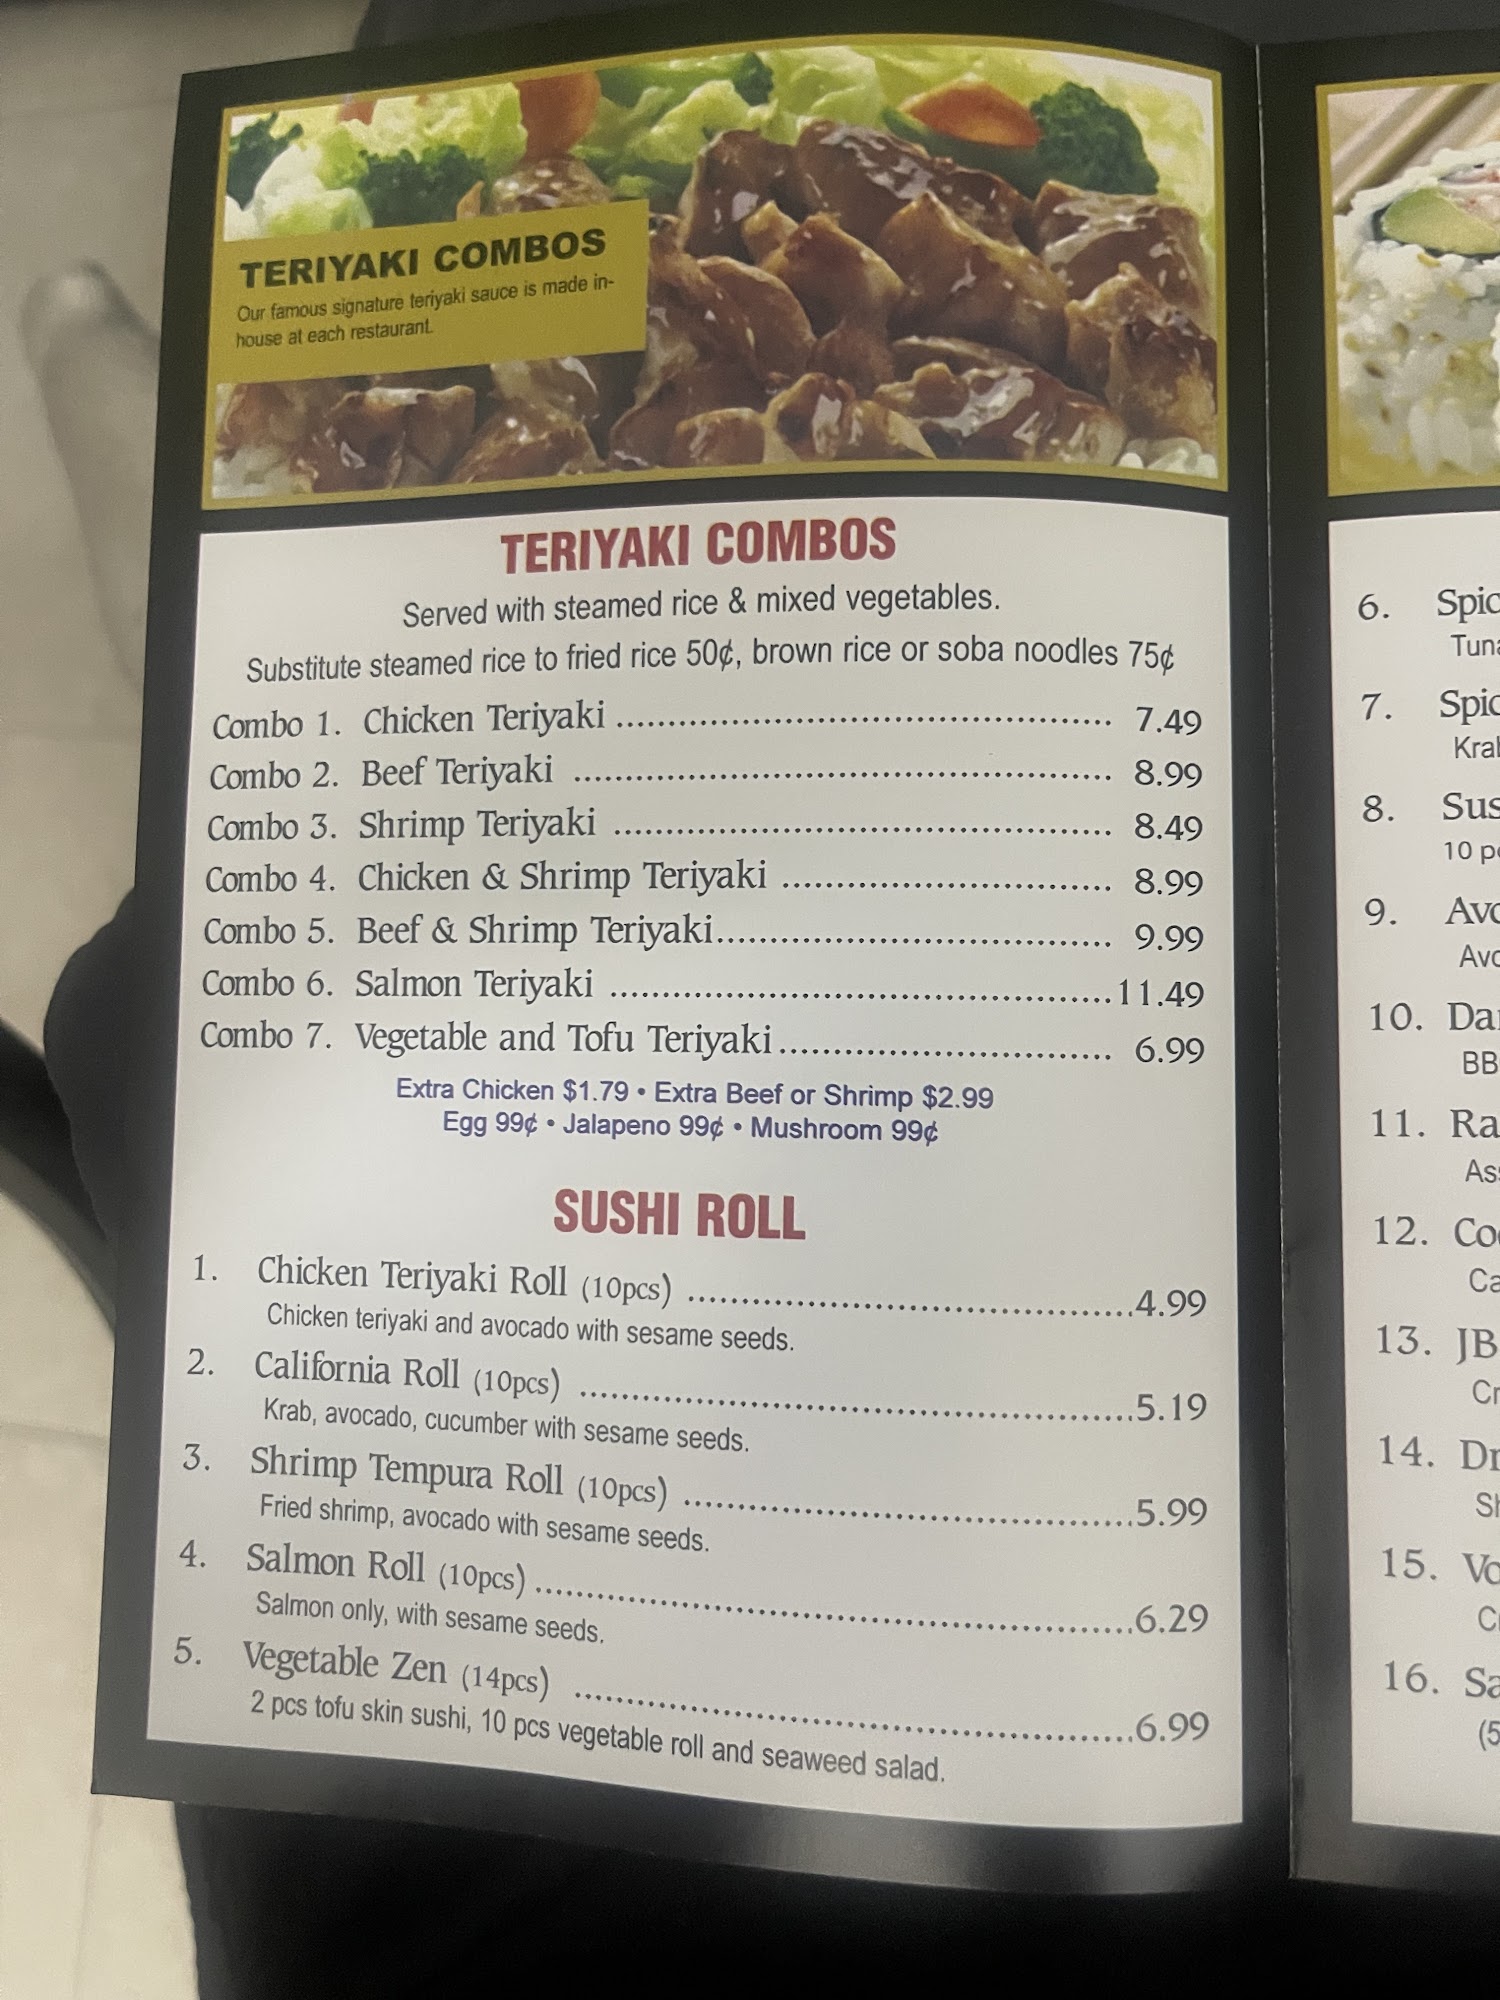 TERIYAKI COMBOS
Our famous signature teriyaki sauce is made in-
house at each restaurant.
TERIYAKI COMBOS
Served with steamed rice & mixed vegetables.
Substitute steamed rice to fried rice 50¢, brown rice or soba noodles 75¢
Combo 1. Chicken Teriyaki 7.49
Combo 2. Beef Teriyaki 8.99
Combo 3. Shrimp Teriyaki 8.49
Combo 4. Chicken & Shrimp Teriyaki 8.99
Combo 5. Beef & Shrimp Teriyaki 9.99
Combo 6. Salmon Teriyaki 11.49
Combo 7. Vegetable and Tofu Teriyaki 6.99
Extra Chicken $1.79 • Extra Beef or Shrimp $2.99
Egg 99¢ • Jalapeno 99¢ • Mushroom 99¢
SUSHI ROLL
1. Chicken Teriyaki Roll (10pcs) 4.99
Chicken teriyaki and avocado with sesame seeds.
2. California Roll (10pcs) 5.19
Krab, avocado, cucumber with sesame seeds.
3. Shrimp Tempura Roll (10pcs) 5.99
Fried shrimp, avocado with sesame seeds.
4. Salmon Roll (10pcs) 6.29
Salmon only, with sesame seeds.
5. Vegetable Zen (14pcs) 6.99
2 pcs tofu skin sushi, 10 pcs vegetable roll and seaweed salad.
6.
7.
8.
10
9.
10.
11.
12.
13. JB
14.
15.
16.